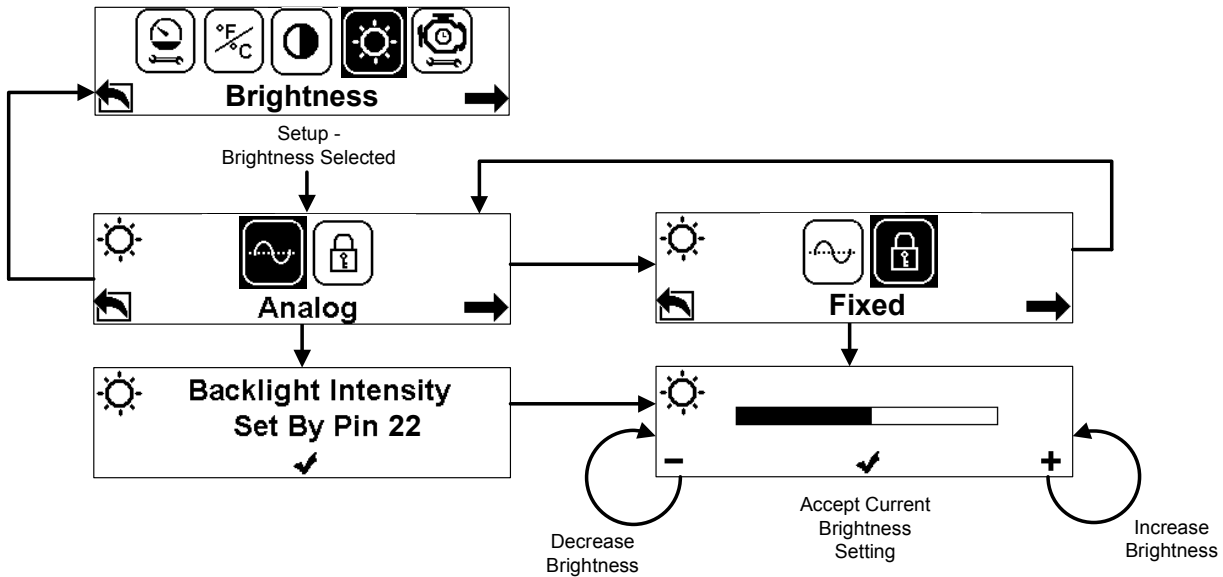 °F
°C
Brightness
Setup -
Brightness Selected
Analog
Fixed
Backlight Intensity
Set By Pin 22
-
+
Accept Current
Brightness
Setting
Decrease
Brightness
Increase
Brightness